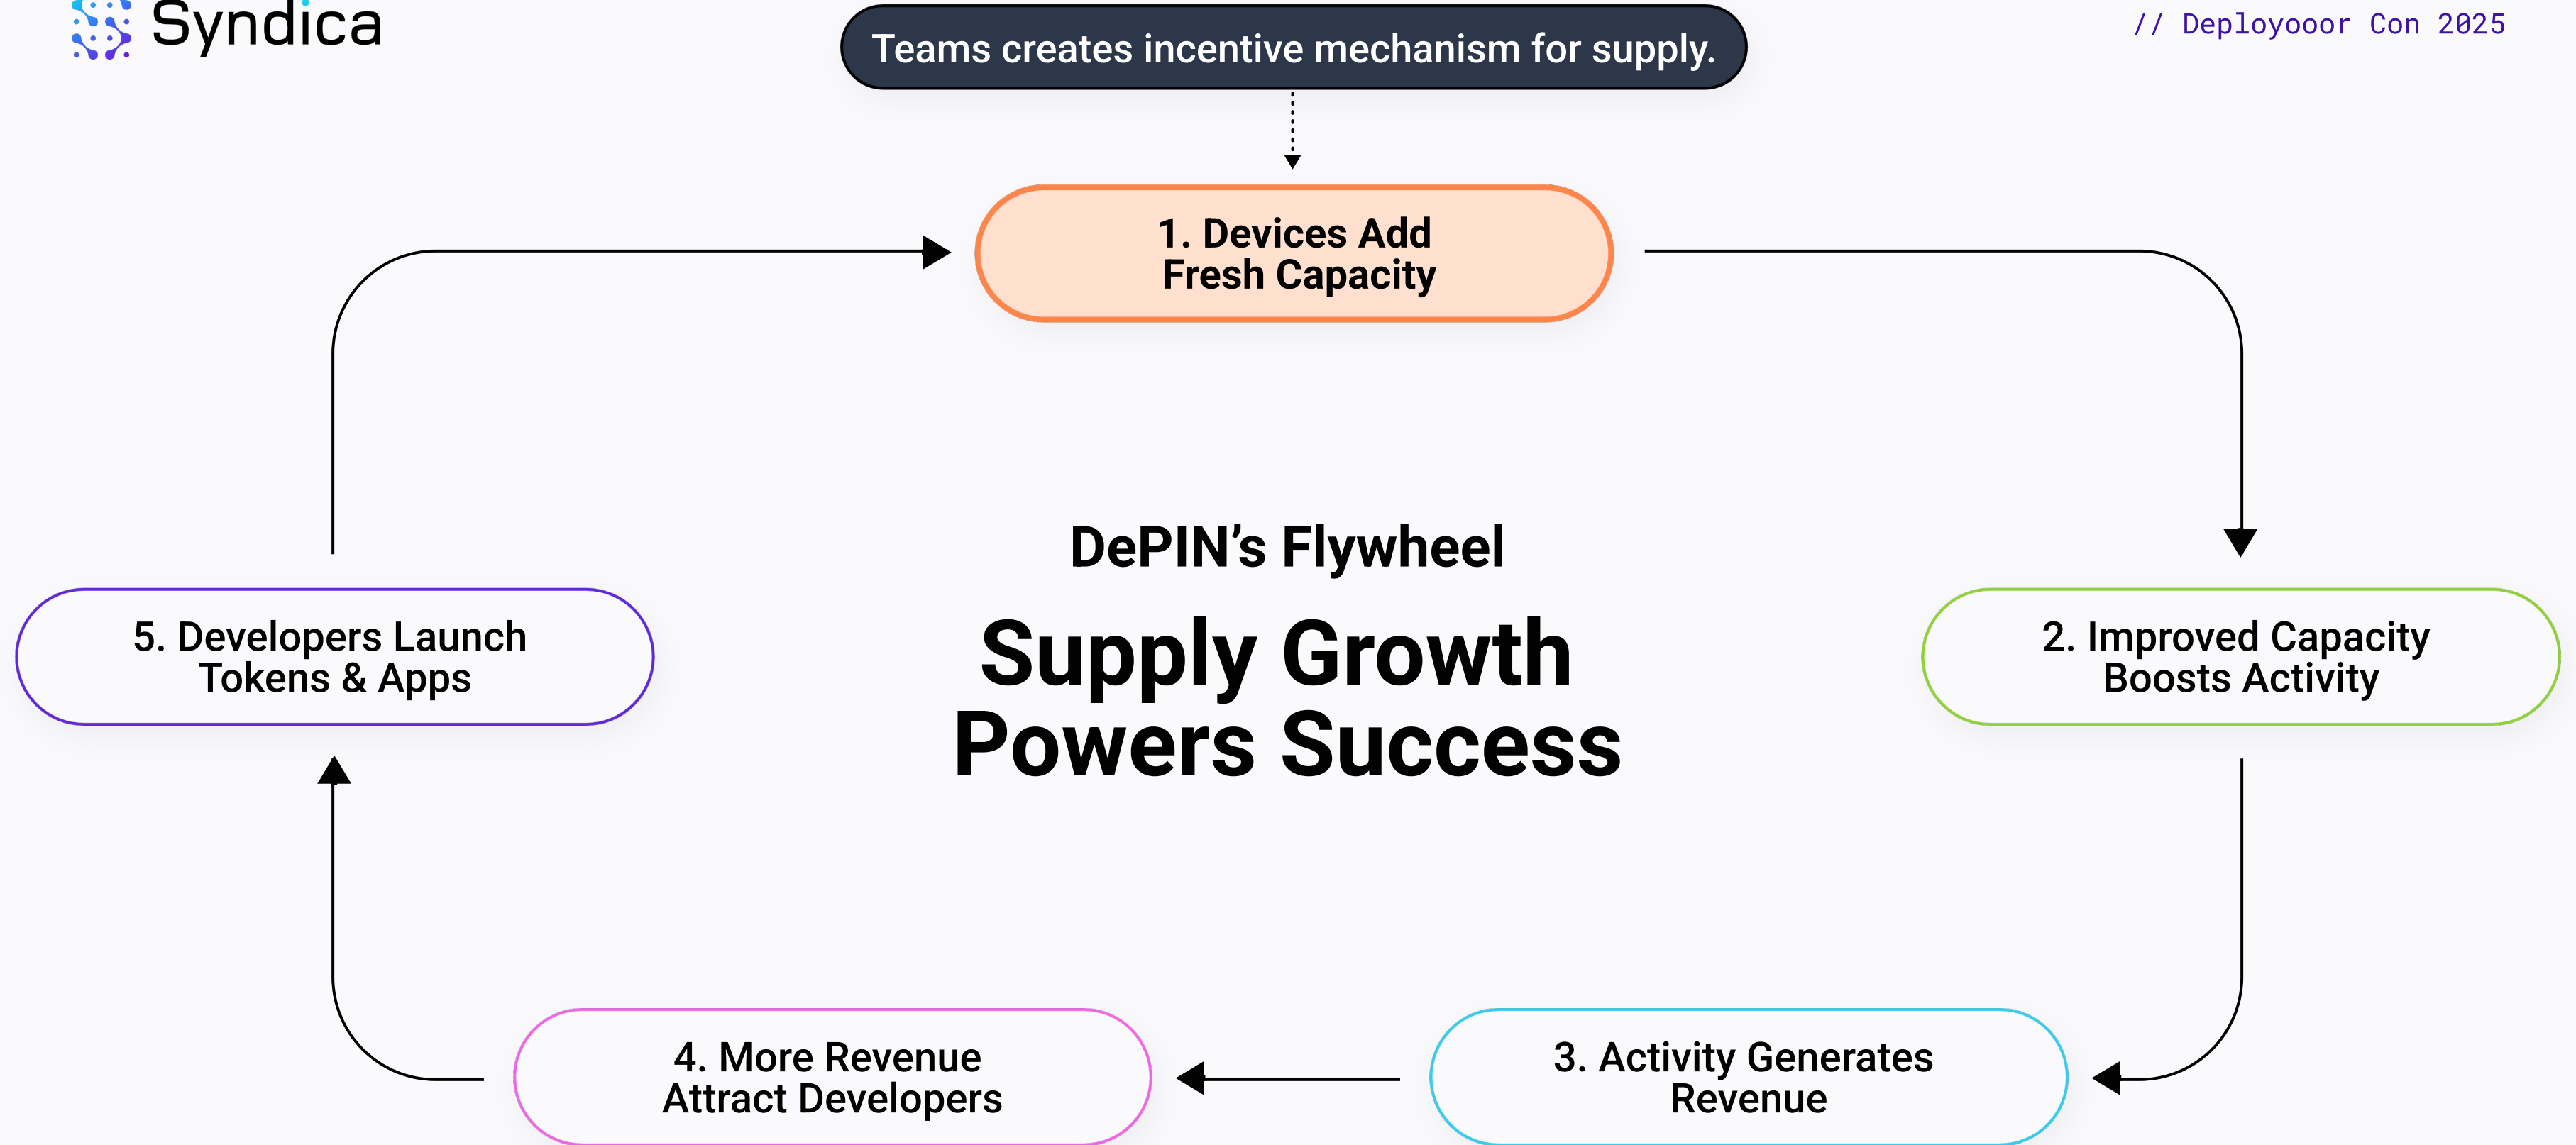 Syndica
Teams creates incentive mechanism for supply.
// Deployooor Con 2025
1. Devices Add
Fresh Capacity
DePIN’s Flywheel
Supply Growth
Powers Success
5. Developers Launch
Tokens & Apps
2. Improved Capacity
Boosts Activity
4. More Revenue
Attract Developers
3. Activity Generates
Revenue